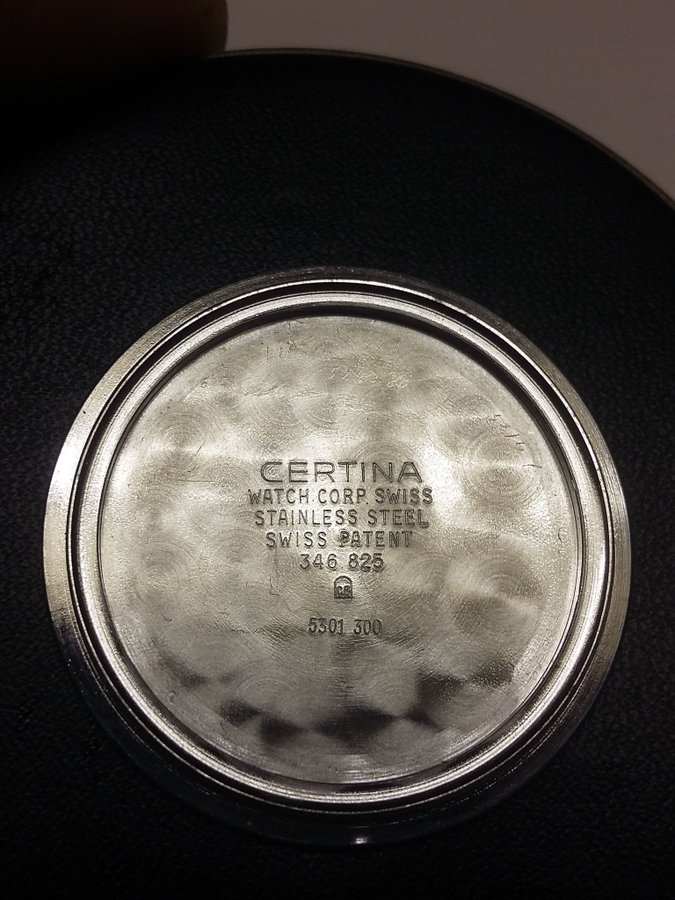 CERTINA
WATCH CORP SWISS
STAINLESS STEEL
SWISS PATENT
346 825
5301 300